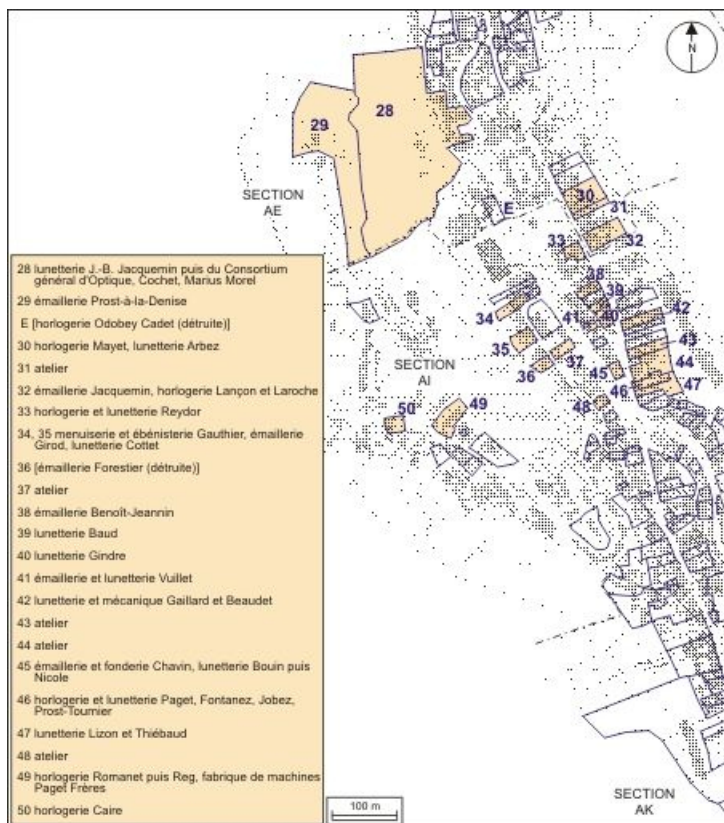 N
28
29
SECTION
AE
E
30
31
32
33
28 lunetterie J.-B. Jacquemin puis du Consortium
général d'Optique, Cochet, Marius Morel
29 émaillerie Prost-à-la-Denise
E [horlogerie Odobey Cadet (détruite)]
30 horlogerie Mayet, lunetterie Arbez
31 atelier
32 émaillerie Jacquemin, horlogerie Lançon et Laroche
33 horlogerie et lunetterie Reydor
34, 35 menuiserie et ébénisterie Gauthier, émaillerie
Girod, lunetterie Cottet
36 [émaillerie Forestier (détruite)]
37 atelier
38 émaillerie Benoît-Jeannin
39 lunetterie Baud
40 lunetterie Gindre
41 émaillerie et lunetterie Vuillet
42 lunetterie et mécanique Gaillard et Beaudet
43 atelier
44 atelier
45 émaillerie et fonderie Chavin, lunetterie Bouin puis
Nicole
46 horlogerie et lunetterie Paget, Fontanez, Jobez,
Prost-Tournier
47 lunetterie Lizon et Thiébaud
48 atelier
49 horlogerie Romanet puis Reg, fabrique de machines
Paget Frères
50 horlogerie Caire
38
39
34
41
40
42
43
35
37
44
36
45
46
47
SECTION
AI
48
49
50
100 m
SECTION
AK